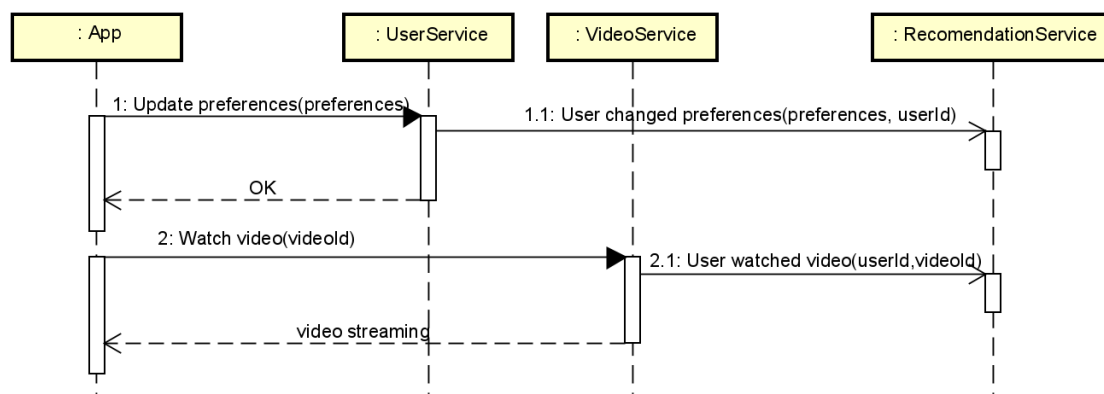 : App
: UserService
: VideoService
: RecomendationService
1: Update preferences(preferences)
1.1: User changed preferences(preferences, userId)
OK
2: Watch video(videoId)
2.1: User watched video(userId,videoId)
video streaming